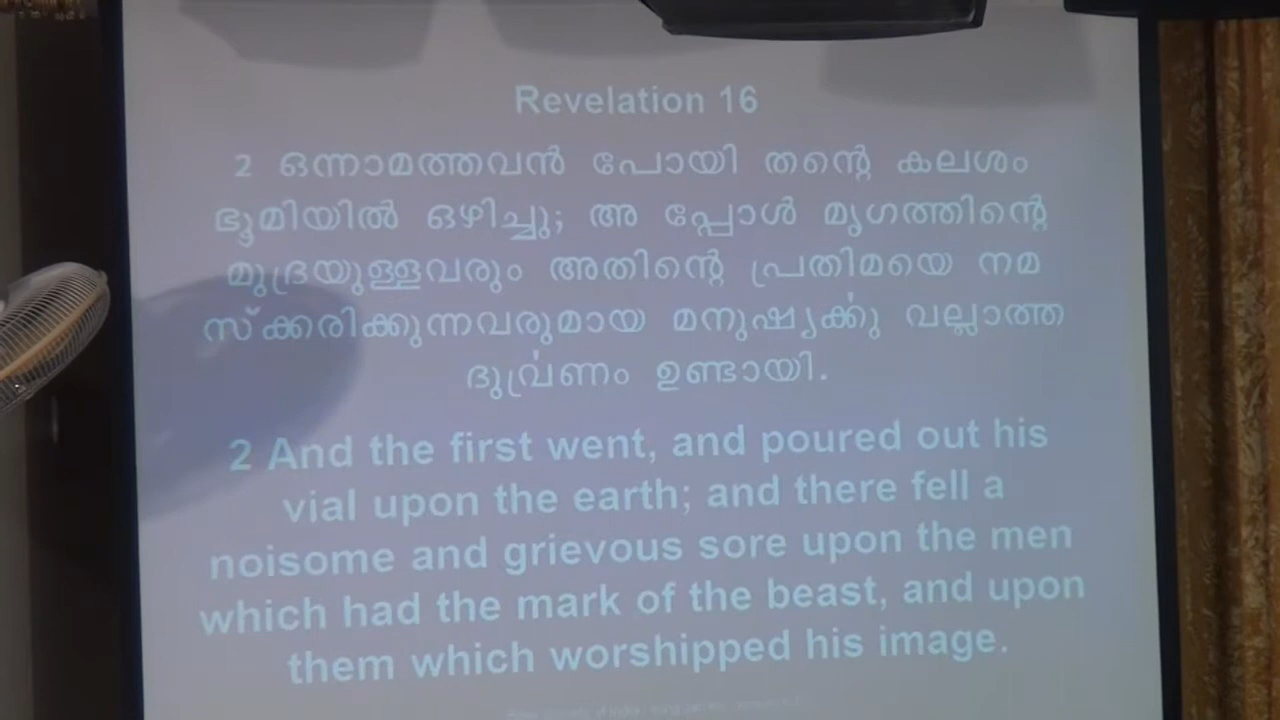 Revelation 16
2 ഒന്നാമത്തവൻ പോയി തന്റെ കലശം
ഭൂമിയിൽ ഒഴിച്ചു; അ പ്പോൾ മൃഗത്തിന്റെ
മുദ്രയുള്ളവരും അതിന്റെ പ്രതിമയെ നമ
സ്ക്കരിക്കുന്നവരുമായ മനുഷ്യൎക്കു വല്ലാത്ത
ദുൎവ്രണം ഉണ്ടായി.
2 And the first went, and poured out his
vial upon the earth; and there fell a
noisome and grievous sore upon the men
which had the mark of the beast, and upon
them which worshipped his image.